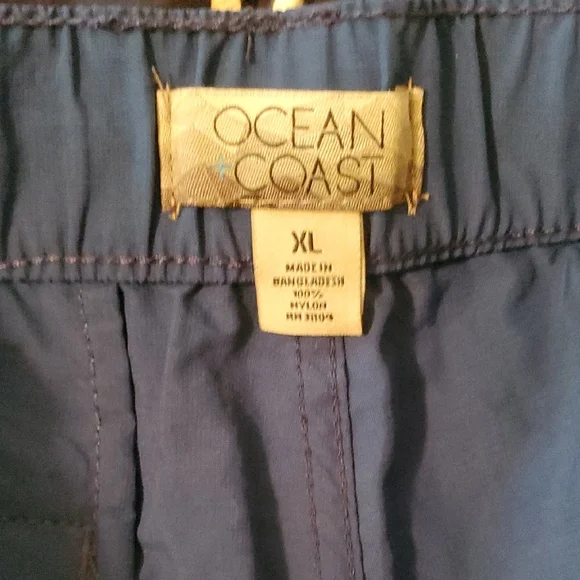 OCEAN
+COAST
XL
MADE IN
BANGLADESH
100%
NYLON